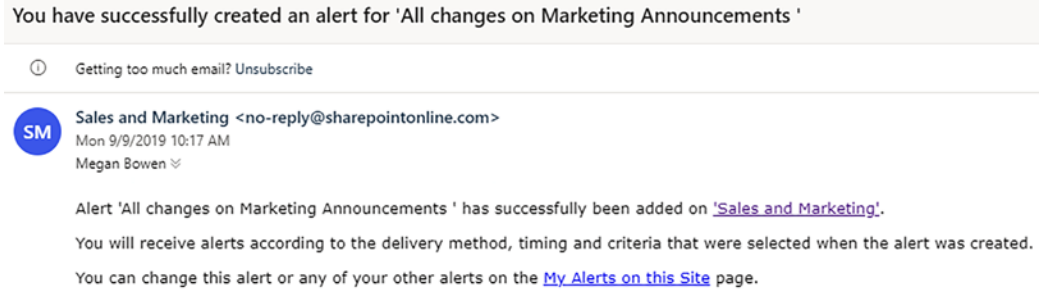 You have successfully created an alert for 'All changes on Marketing Announcements '
Getting too much email? Unsubscribe
SM
Sales and Marketing <no-reply@sharepointonline.com>
Mon 9/9/2019 10:17 AM
Megan Bowen
Alert 'All changes on Marketing Announcements ' has successfully been added on 'Sales and Marketing'.
You will receive alerts according to the delivery method, timing and criteria that were selected when the alert was created.
You can change this alert or any of your other alerts on the My Alerts on this Site page.